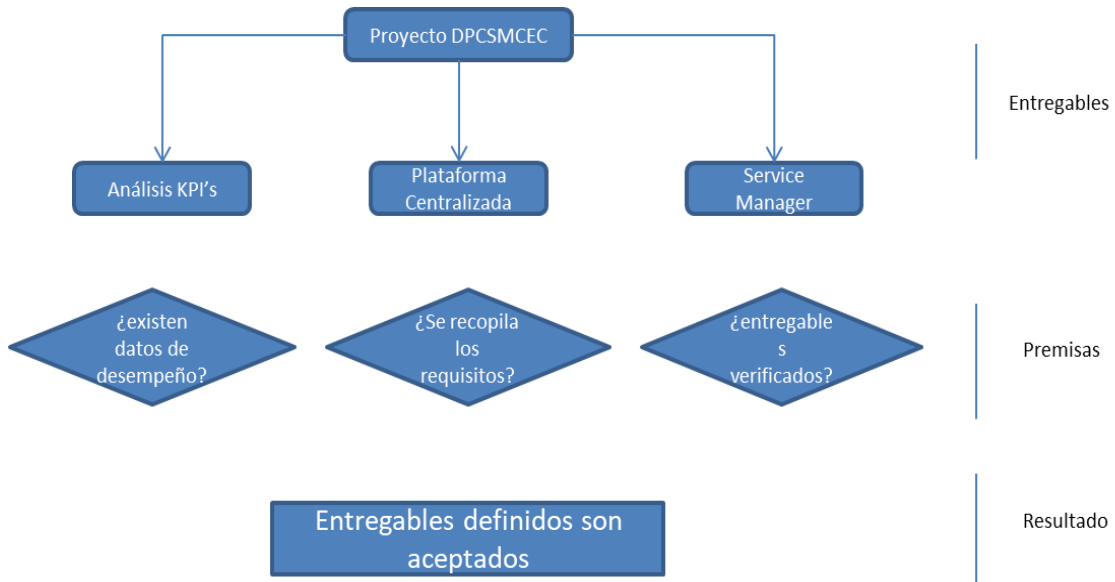 Proyecto DPCSMCEC
Entregables
Análisis KPI's
Plataforma
Centralizada
Service
Manager
¿existen
datos de
desempeño?
¿Se recopila
los
requisitos?
¿entregable
s
verificados?
Premisas
Entregables definidos son
aceptados
Resultado